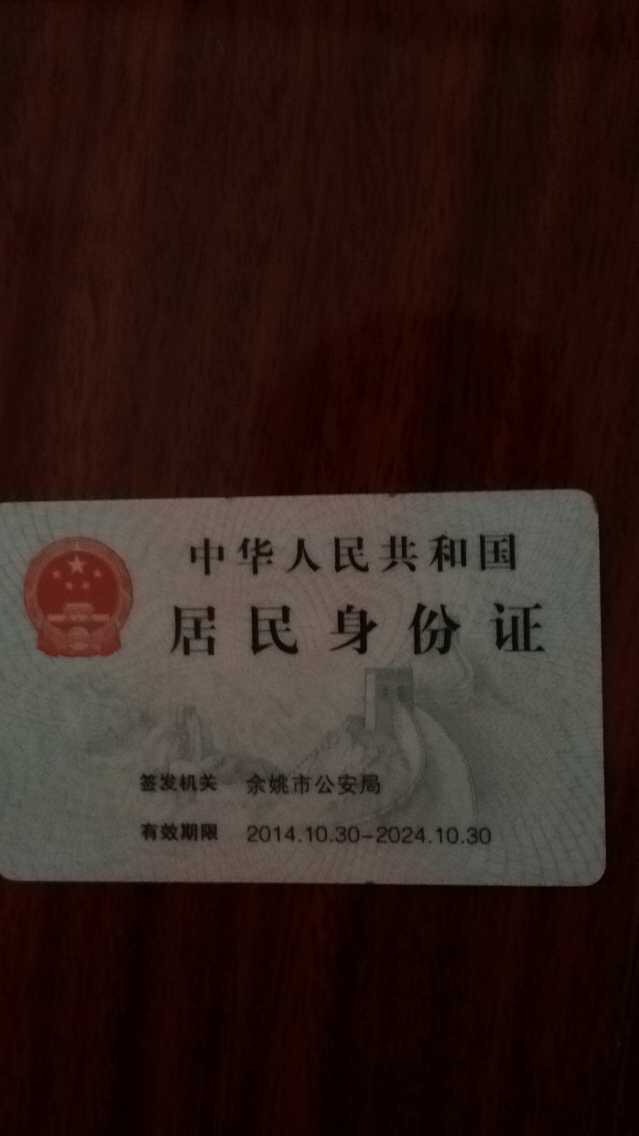 中华人民共和国
居民身份证
签发机关 余姚市公安局
有效期限 2014.10.30-2024.10.30